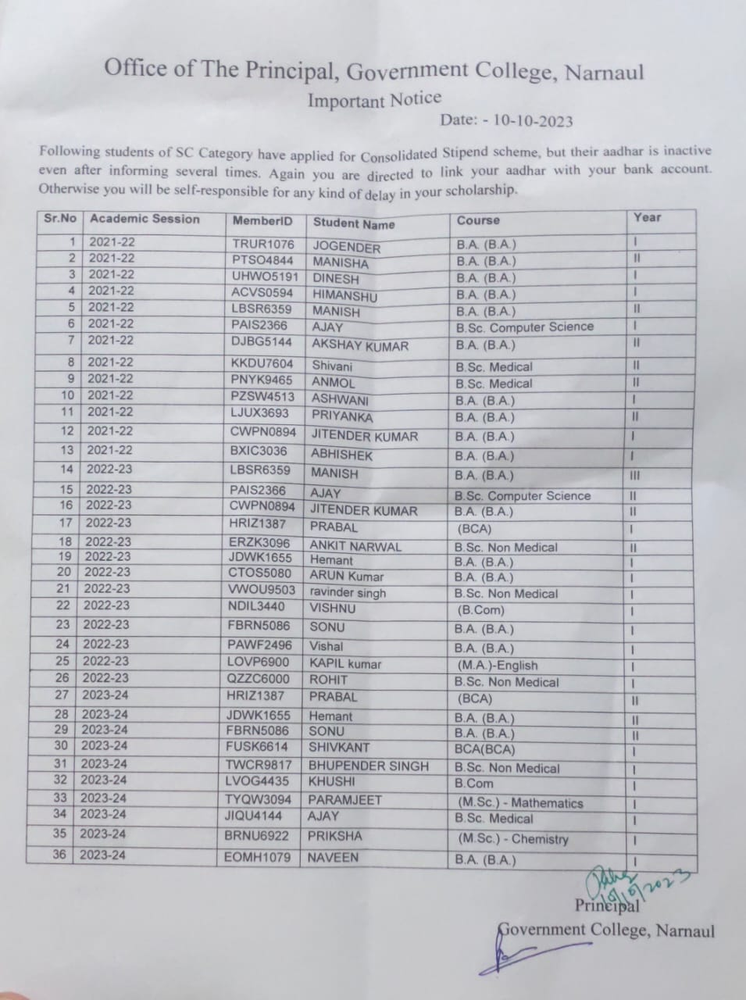 Office of The Principal, Government College, Narnaul
Important Notice
Date: - 10-10-2023
Following students of SC Category have applied for Consolidated Stipend scheme, but their aadhar is inactive
even after informing several times. Again you are directed to link your aadhar with your bank account.
Otherwise you will be self-responsible for any kind of delay in your scholarship.
Sr.No Academic Session MemberID Student Name Course Year
1 2021-22 TRUR1076 JOGENDER B.A. (B.A.) I
2 2021-22 PTSO4844 MANISHA B.A. (B.A.) II
3 2021-22 UHWO5191 DINESH B.A. (B.A.) I
4 2021-22 ACVS0594 HIMANSHU B.A. (B.A.) I
5 2021-22 LBSR6359 MANISH B.A. (B.A.) II
6 2021-22 PAIS2366 AJAY B.Sc. Computer Science I
7 2021-22 DJBG5144 AKSHAY KUMAR B.A. (B.A.) II
8 2021-22 KKDU7604 Shivani B.Sc. Medical II
9 2021-22 PNYK9465 ANMOL B.Sc. Medical II
10 2021-22 PZSW4513 ASHWANI B.A. (B.A.) I
11 2021-22 LJUX3693 PRIYANKA B.A. (B.A.) II
12 2021-22 CWPN0894 JITENDER KUMAR B.A. (B.A.) I
13 2021-22 BXIC3036 ABHISHEK B.A. (B.A.) I
14 2022-23 LBSR6359 MANISH B.A. (B.A.) III
15 2022-23 PAIS2366 AJAY B.Sc. Computer Science II
16 2022-23 CWPN0894 JITENDER KUMAR B.A. (B.A.) II
17 2022-23 HRIZ1387 PRABAL (BCA) I
18 2022-23 ERZK3096 ANKIT NARWAL B.Sc. Non Medical II
19 2022-23 JDWK1655 Hemant B.A. (B.A.) I
20 2022-23 CTOS5080 ARUN Kumar B.A. (B.A.) I
21 2022-23 VWOU9503 ravinder singh B.Sc. Non Medical I
22 2022-23 NDIL3440 VISHNU (B.Com) I
23 2022-23 FBRN5086 SONU B.A. (B.A.) I
24 2022-23 PAWF2496 Vishal B.A. (B.A.) I
25 2022-23 LOVP6900 KAPIL kumar (M.A.)-English I
26 2022-23 QZZC6000 ROHIT B.Sc. Non Medical I
27 2023-24 HRIZ1387 PRABAL (BCA) II
28 2023-24 JDWK1655 Hemant B.A. (B.A.) II
29 2023-24 FBRN5086 SONU B.A. (B.A.) II
30 2023-24 FUSK6614 SHIVKANT BCA(BCA) I
31 2023-24 TWCR9817 BHUPENDER SINGH B.Sc. Non Medical I
32 2023-24 LVOG4435 KHUSHI B.Com I
33 2023-24 TYQW3094 PARAMJEET (M.Sc.) - Mathematics I
34 2023-24 JIQU4144 AJAY B.Sc. Medical I
35 2023-24 BRNU6922 PRIKSHA (M.Sc.) - Chemistry I
36 2023-24 EOMH1079 NAVEEN B.A. (B.A.) I
10/10/2023
Principal
Government College, Narnaul